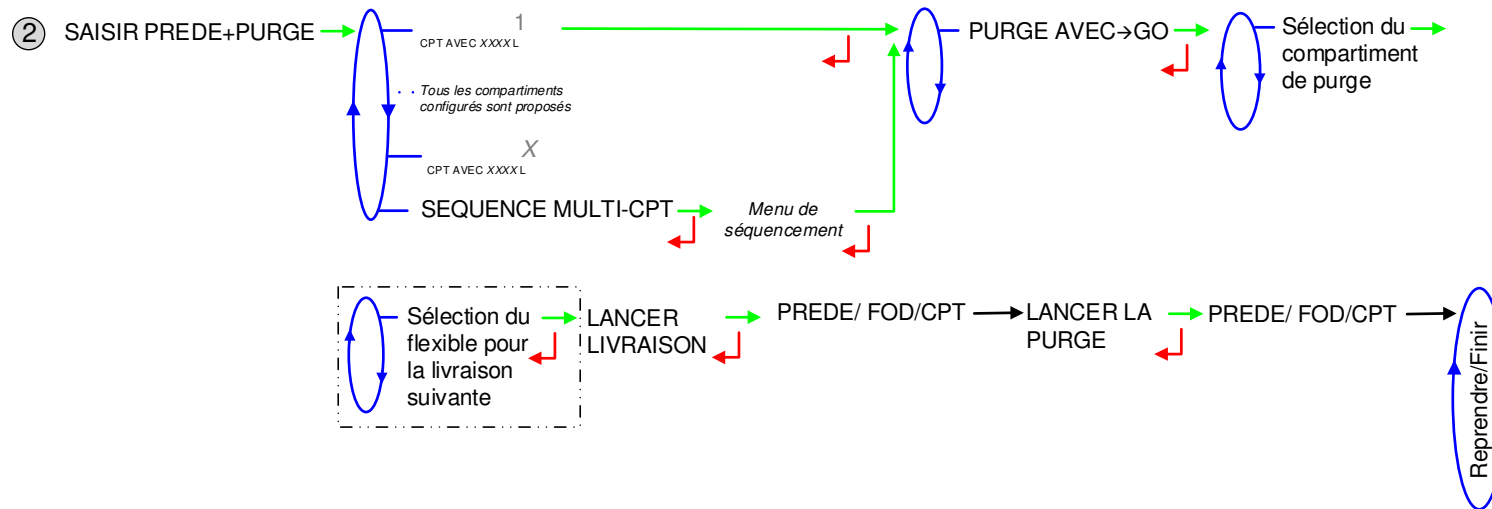 2 SAISIR PREDE+PURGE
1
CPT AVEC XXXX L
Tous les compartiments
configurés sont proposés
X
CPT AVEC XXXX L
SEQUENCE MULTI-CPT
Menu de
séquencement
PURGE AVEC→GO
Sélection du
compartiment
de purge
Sélection du
flexible pour
la livraison
suivante
LANCER
LIVRAISON
PREDE/ FOD/CPT
LANCER LA
PURGE
PREDE/ FOD/CPT
Reprendre/Finir